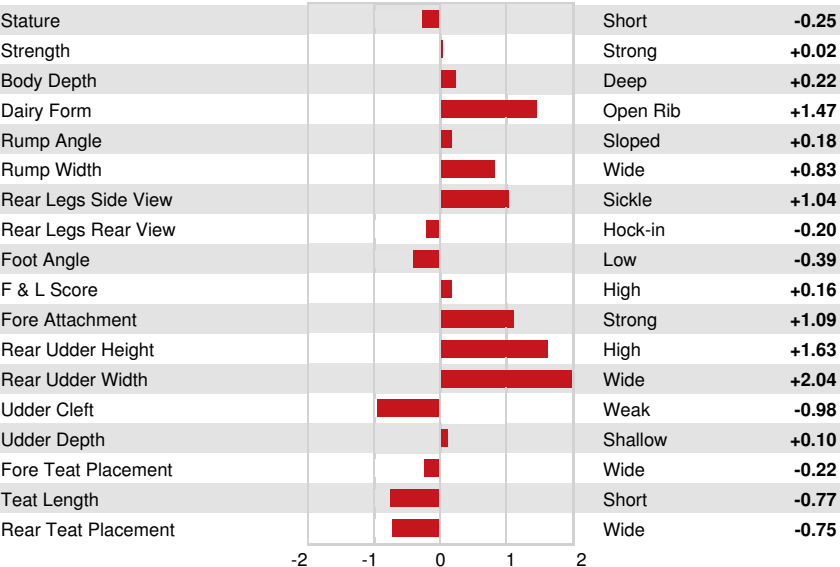 Stature Short -0.25
Strength Strong +0.02
Body Depth Deep +0.22
Dairy Form Open Rib +1.47
Rump Angle Sloped +0.18
Rump Width Wide +0.83
Rear Legs Side View Sickle +1.04
Rear Legs Rear View Hock-in -0.20
Foot Angle Low -0.39
F & L Score High +0.16
Fore Attachment Strong +1.09
Rear Udder Height High +1.63
Rear Udder Width Wide +2.04
Udder Cleft Weak -0.98
Udder Depth Shallow +0.10
Fore Teat Placement Wide -0.22
Teat Length Short -0.77
Rear Teat Placement Wide -0.75
-2 -1 0 1 2